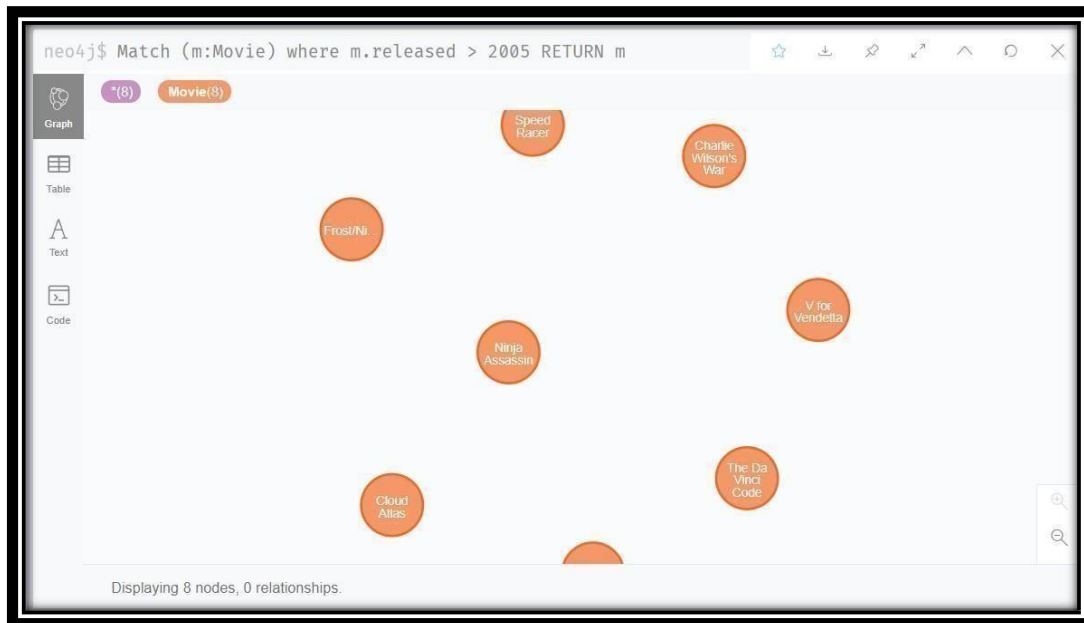 neo4j$ Match (m:Movie) where m.released > 2005 RETURN m
*(8) Movie(8)
Graph
Table
Text
Code
Speed
Racer
Charlie
Wilson's
War
Frost/Ni...
V for
Vendetta
Ninja
Assassin
The Da
Vinci
Code
Cloud
Atlas
Displaying 8 nodes, 0 relationships.